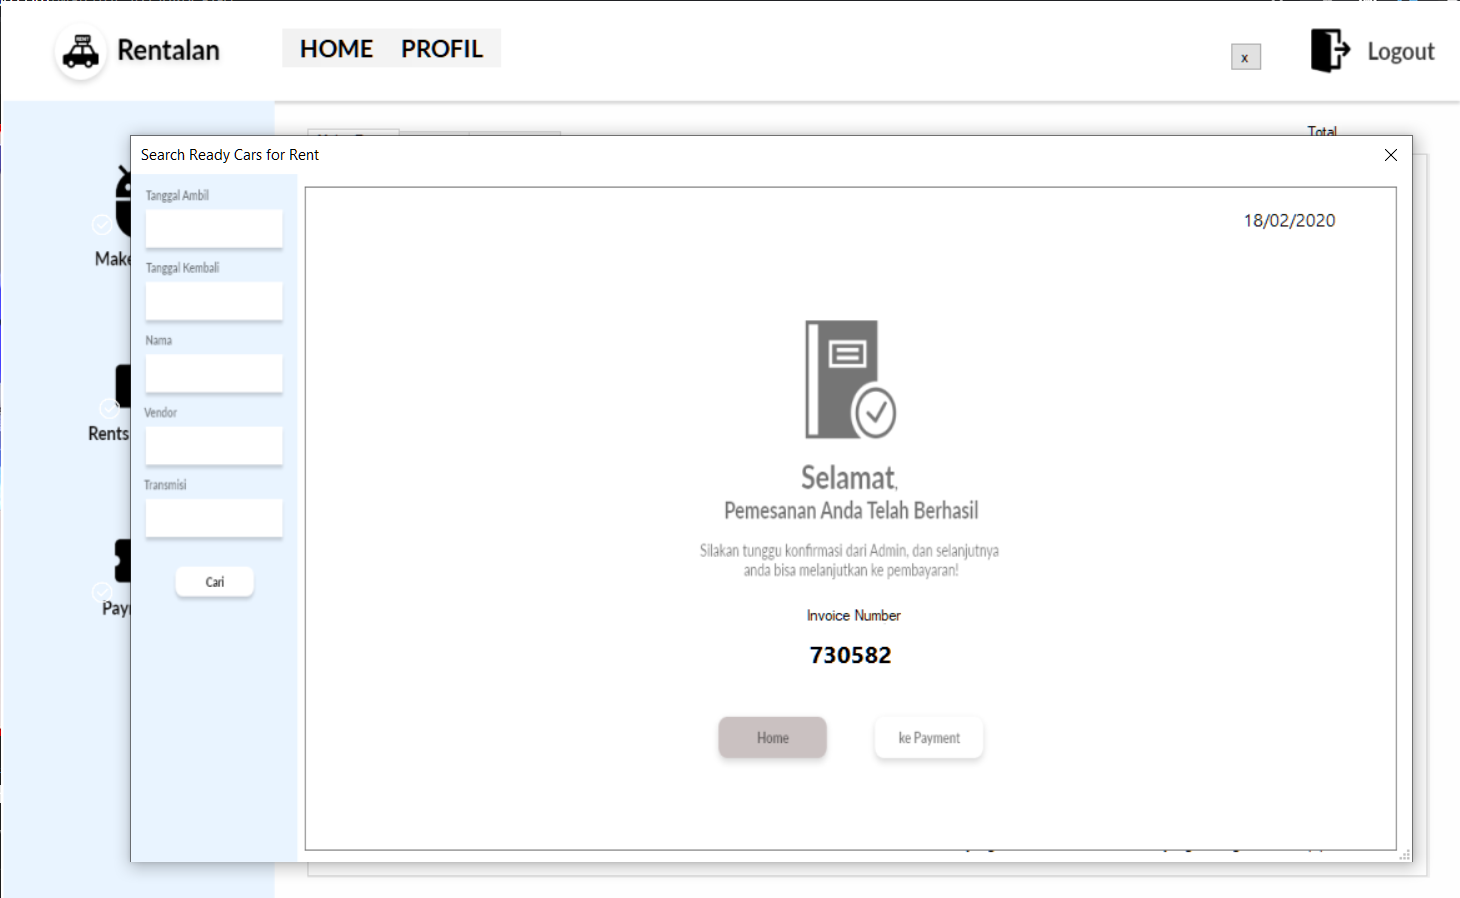 Rentalan
HOME PROFIL
x
Logout
Total
Search Ready Cars for Rent
Tanggal Ambil
Tanggal Kembali
Nama
Vendor
Transmisi
Cari
Make
Rents
18/02/2020
Selamat,
Pemesanan Anda Telah Berhasil
Silakan tunggu konfirmasi dari Admin, dan selanjutnya
anda bisa melanjutkan ke pembayaran!
Invoice Number
730582
Home
ke Payment